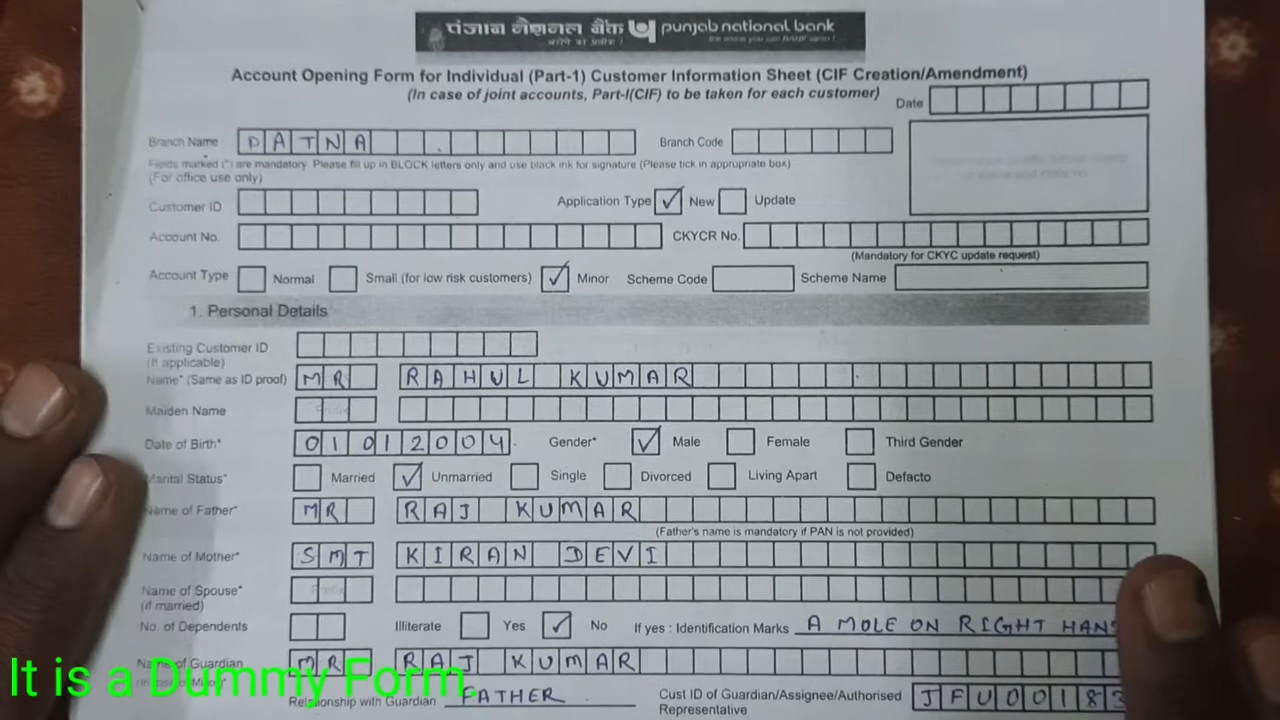 पंजाब नैशनल बैंक punjab national bank
Account Opening Form for Individual (Part-1) Customer Information Sheet (CIF Creation/Amendment)
(In case of joint accounts, Part-I(CIF) to be taken for each customer)
Date
Branch Name PATNA Branch Code
Fields marked (*) are mandatory. Please fill up in BLOCK letters only and use black ink for signature (Please tick in appropriate box)
(For office use only)
Customer ID Application Type ✓ New Update
Account No. CKYCR No.
(Mandatory for CKYC update request)
Account Type Normal Small (for low risk customers) ✓ Minor Scheme Code Scheme Name
1. Personal Details
Existing Customer ID
(If applicable)
Name* (Same as ID proof) MR RAHUL KUMAR
Maiden Name
Date of Birth* 01012004 Gender* ✓ Male Female Third Gender
Marital Status* Married ✓ Unmarried Single Divorced Living Apart Defacto
Name of Father* MR RAJ KUMAR
(Father's name is mandatory if PAN is not provided)
Name of Mother* SMT KIRAN DEVI
Name of Spouse* Prefix
(if married)
No. of Dependents Illiterate Yes ✓ No If yes : Identification Marks A MOLE ON RIGHT HAN
Name of Guardian MR RAJ KUMAR
It is a Dummy Form
Relationship with Guardian FATHER Cust ID of Guardian/Assignee/Authorised JFU00183
Representative